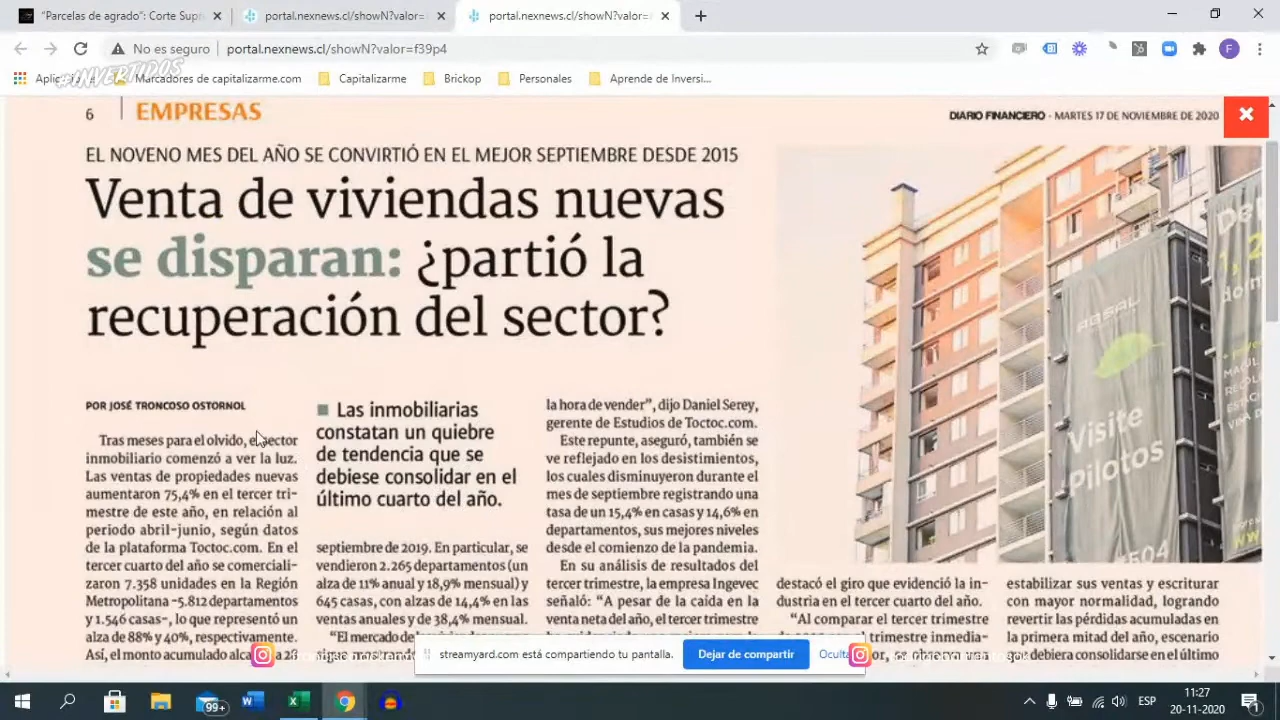 "Parcelas de agrado": Corte Supr
portal.nexnews.cl/showN?valor=
portal.nexnews.cl/showN?valor=
No es seguro
portal.nexnews.cl/showN?valor=f39p4
#INVERTIDOS
Marcadores de capitalizarme.com
Capitalizarme
Brickop
Personales
Aprende de Inversi...
6
EMPRESAS
DIARIO FINANCIERO - MARTES 17 DE NOVIEMBRE DE 2020
EL NOVENO MES DEL AÑO SE CONVIRTIÓ EN EL MEJOR SEPTIEMBRE DESDE 2015
Venta de viviendas nuevas
se disparan: ¿partió la
recuperación del sector?
POR JOSÉ TRONCOSO OSTORNOL
Tras meses para el olvido, el sector
inmobiliario comenzó a ver la luz.
Las ventas de propiedades nuevas
aumentaron 75,4% en el tercer tri-
mestre de este año, en relación al
periodo abril-junio, según datos
de la plataforma Toctoc.com. En el
tercer cuarto del año se comerciali-
zaron 7.358 unidades en la Región
Metropolitana -5.812 departamentos
y 1.546 casas-, lo que representó un
alza de 88% y 40%, respectivamente.
Así, el monto acumulado
■ Las inmobiliarias
constatan un quiebre
de tendencia que se
debiese consolidar en el
último cuarto del año.
septiembre de 2019. En particular, se
vendieron 2.265 departamentos (un
alza de 11% anual y 18,9% mensual) y
645 casas, con alzas de 14,4% en las
ventas anuales y de 38,4% mensual.
"El mercado de
la hora de vender", dijo Daniel Serey,
gerente de Estudios de Toctoc.com.
Este repunte, aseguró, también se
ve reflejado en los desistimientos,
los cuales disminuyeron durante el
mes de septiembre registrando una
tasa de un 15,4% en casas y 14,6% en
departamentos, sus mejores niveles
desde el comienzo de la pandemia.
En su análisis de resultados del
tercer trimestre, la empresa Ingevec
señaló: "A pesar de la caída en la
venta neta del año, el tercer trimestre
destacó el giro que evidenció la in-
dustria en el tercer cuarto del año.
"Al comparar el tercer trimestre
trimestre inmedia-
estabilizar sus ventas y escriturar
con mayor normalidad, logrando
revertir las pérdidas acumuladas en
la primera mitad del año, escenario
debiera consolidarse en el último
Visite
Pilotos
streamyard.com está compartiendo tu pantalla.
Dejar de compartir
99+
ESP
11:27
20-11-2020